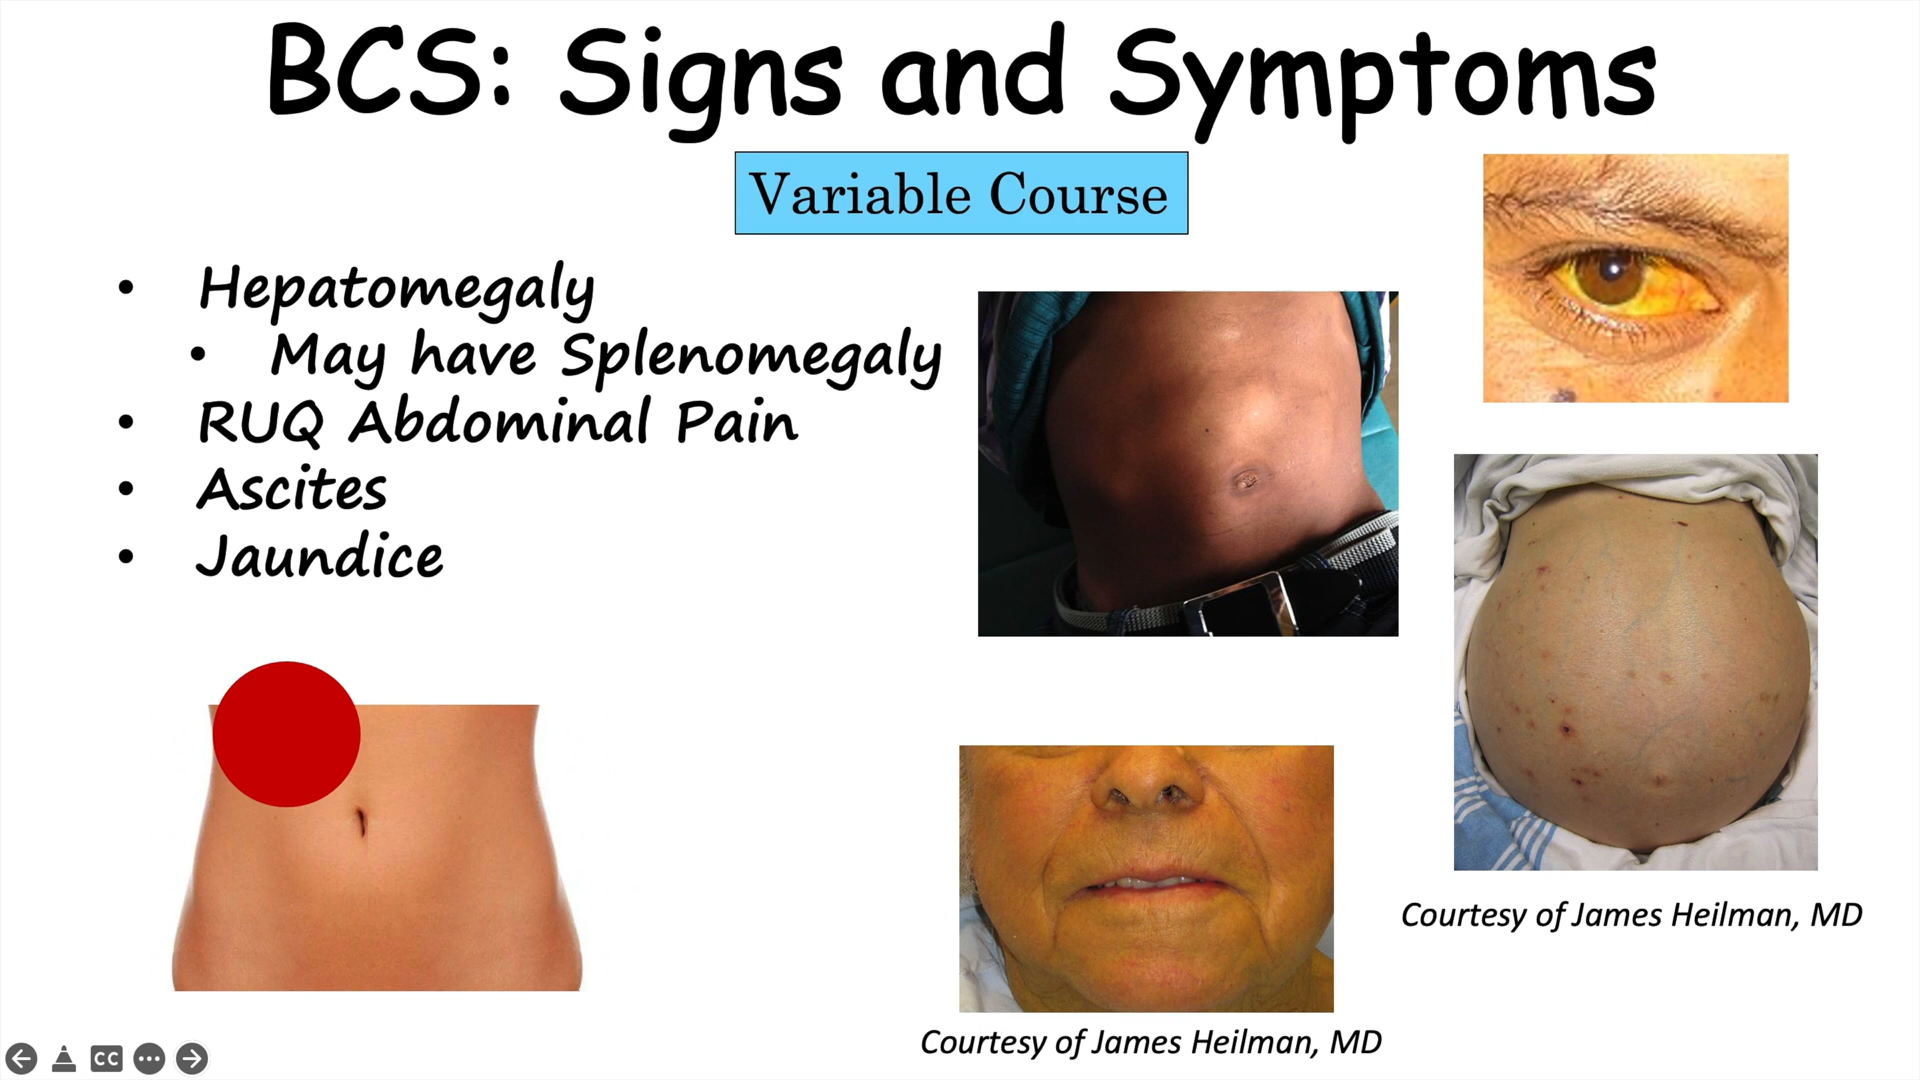 BCS: Signs and Symptoms
Variable Course
• Hepatomegaly
• May have Splenomegaly
• RUQ Abdominal Pain
• Ascites
• Jaundice
Courtesy of James Heilman, MD
Courtesy of James Heilman, MD
CC